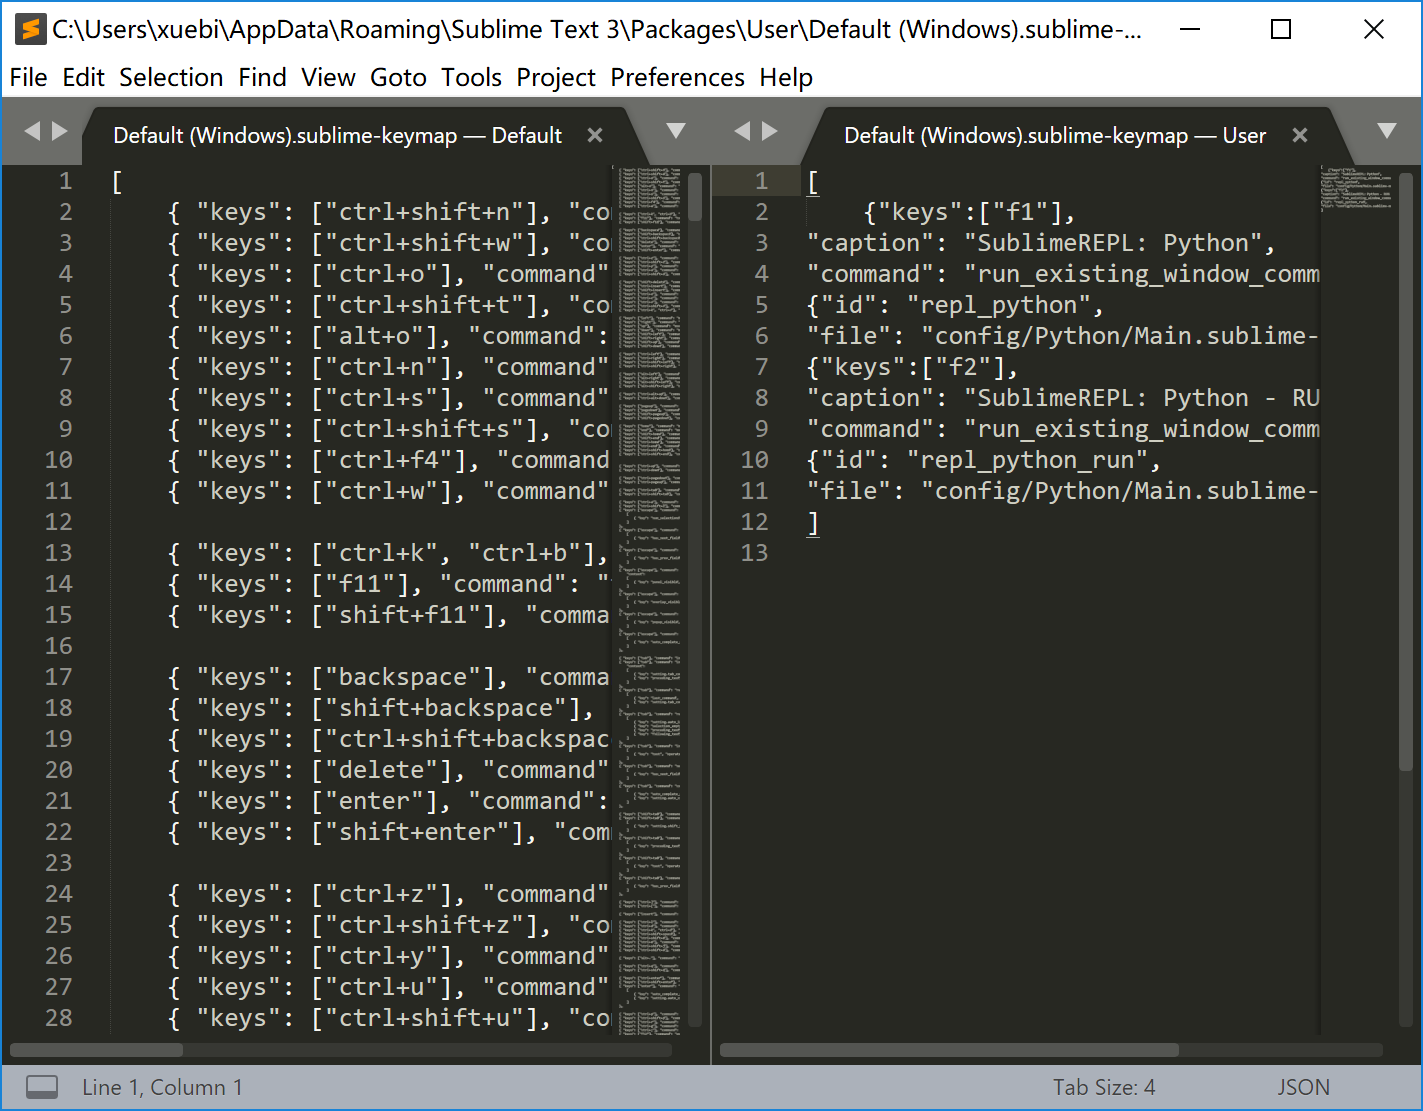 C:\Users\xuebi\AppData\Roaming\Sublime Text 3\Packages\User\Default (Windows).sublime-...
File Edit Selection Find View Goto Tools Project Preferences Help
Default (Windows).sublime-keymap — Default
1 [
2 { "keys": ["ctrl+shift+n"], "co
3 { "keys": ["ctrl+shift+w"], "co
4 { "keys": ["ctrl+o"], "command"
5 { "keys": ["ctrl+shift+t"], "co
6 { "keys": ["alt+o"], "command":
7 { "keys": ["ctrl+n"], "command"
8 { "keys": ["ctrl+s"], "command"
9 { "keys": ["ctrl+shift+s"], "co
10 { "keys": ["ctrl+f4"], "command
11 { "keys": ["ctrl+w"], "command"
12
13 { "keys": ["ctrl+k", "ctrl+b"],
14 { "keys": ["f11"], "command": "
15 { "keys": ["shift+f11"], "comma
16
17 { "keys": ["backspace"], "comma
18 { "keys": ["shift+backspace"],
19 { "keys": ["ctrl+shift+backspac
20 { "keys": ["delete"], "command"
21 { "keys": ["enter"], "command":
22 { "keys": ["shift+enter"], "com
23
24 { "keys": ["ctrl+z"], "command"
25 { "keys": ["ctrl+shift+z"], "co
26 { "keys": ["ctrl+y"], "command"
27 { "keys": ["ctrl+u"], "command"
28 { "keys": ["ctrl+shift+u"], "co
Default (Windows).sublime-keymap — User
1 [
2 {"keys":["f1"],
3 "caption": "SublimeREPL: Python",
4 "command": "run_existing_window_comm
5 {"id": "repl_python",
6 "file": "config/Python/Main.sublime-
7 {"keys":["f2"],
8 "caption": "SublimeREPL: Python - RU
9 "command": "run_existing_window_comm
10 {"id": "repl_python_run",
11 "file": "config/Python/Main.sublime-
12 ]
13
Line 1, Column 1
Tab Size: 4
JSON